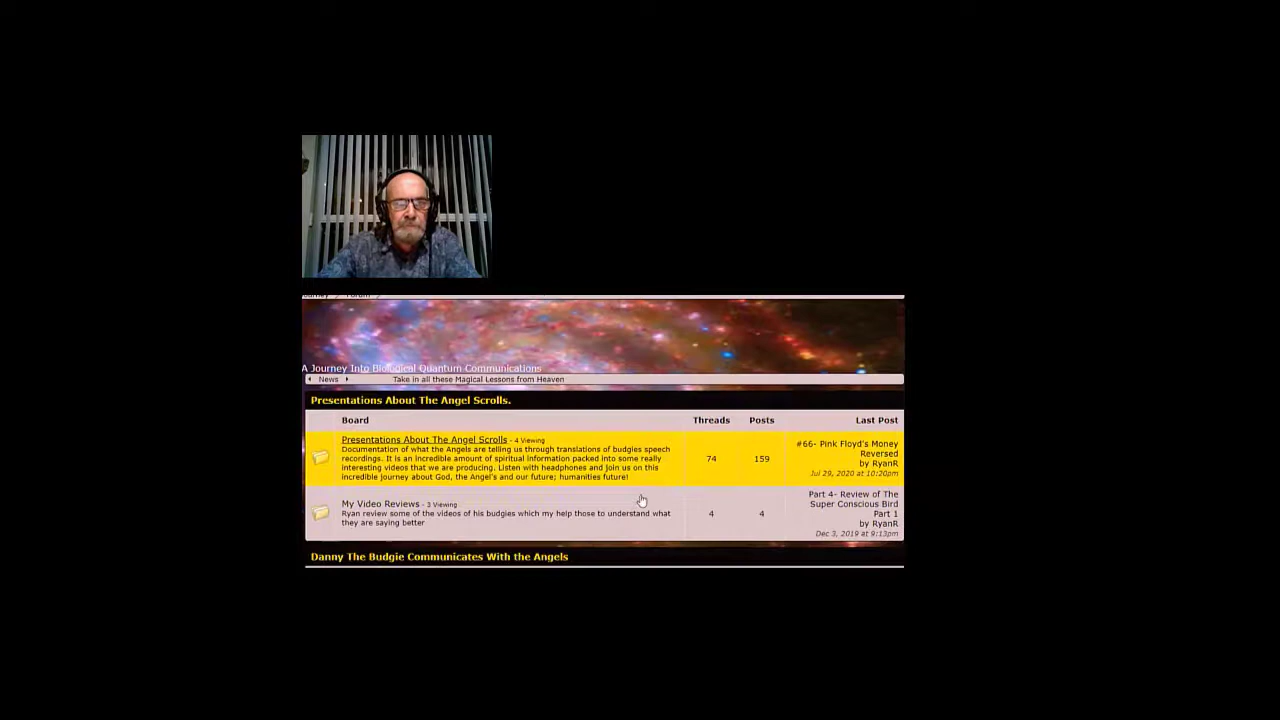 A Journey Into Biological Quantum Communications
News Take in all these Magical Lessons from Heaven
Presentations About The Angel Scrolls.
Board Threads Posts Last Post
Presentations About The Angel Scrolls - 4 Viewing
Documentation of what the Angels are telling us through translations of budgies speech
recordings. It is an incredible amount of spiritual information packed into some really
interesting videos that we are producing. Listen with headphones and join us on this
incredible journey about God, the Angel's and our future; humanities future!
74
159
#66- Pink Floyd's Money
Reversed
by RyanR
Jul 29, 2020 at 10:20pm
My Video Reviews - 3 Viewing
Ryan review some of the videos of his budgies which my help those to understand what
they are saying better
4
4
Part 4- Review of The
Super Conscious Bird
Part 1
by RyanR
Dec 3, 2019 at 9:13pm
Danny The Budgie Communicates With the Angels